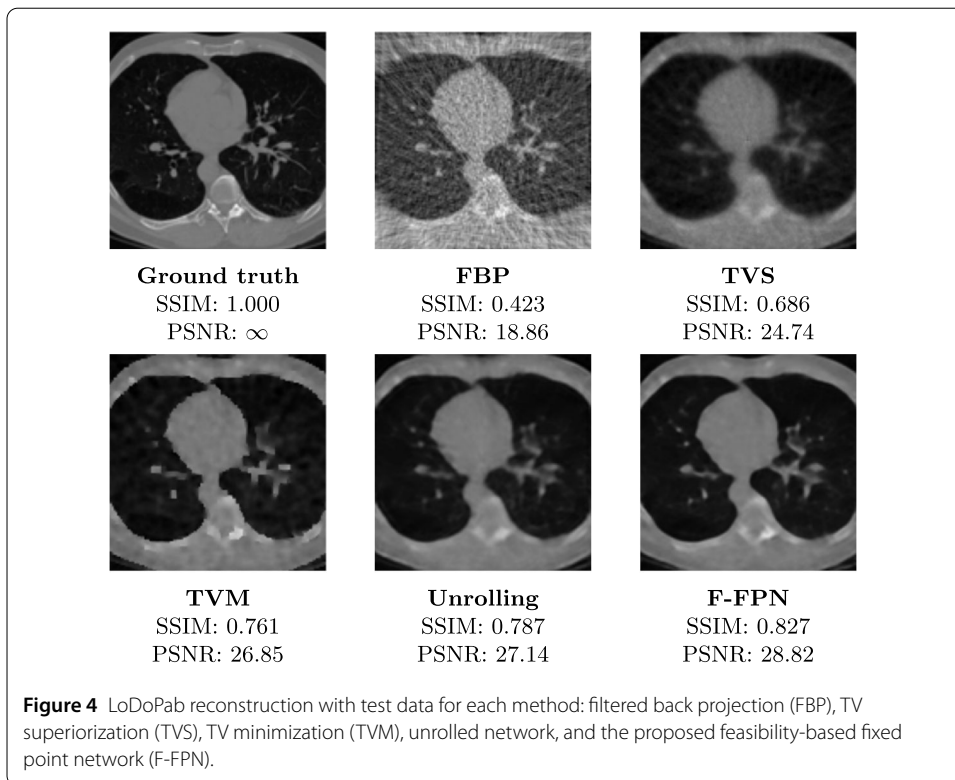 Ground truth
SSIM: 1.000
PSNR: ∞
FBP
SSIM: 0.423
PSNR: 18.86
TVS
SSIM: 0.686
PSNR: 24.74
TVM
SSIM: 0.761
PSNR: 26.85
Unrolling
SSIM: 0.787
PSNR: 27.14
F-FPN
SSIM: 0.827
PSNR: 28.82
Figure 4 LoDoPab reconstruction with test data for each method: filtered back projection (FBP), TV
superiorization (TVS), TV minimization (TVM), unrolled network, and the proposed feasibility-based fixed
point network (F-FPN).